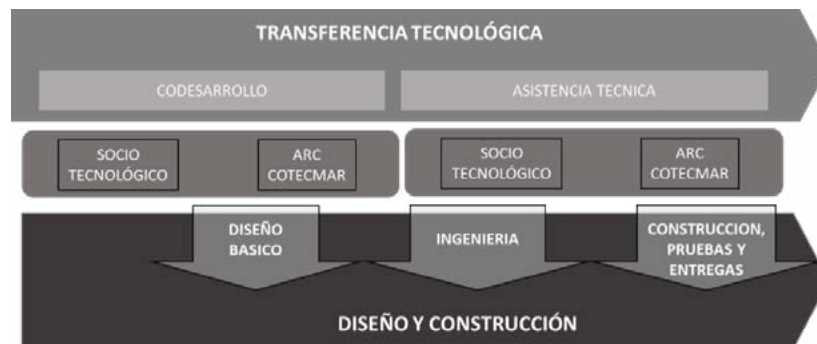 TRANSFERENCIA TECNOLÓGICA
CODESARROLLO
ASISTENCIA TECNICA
SOCIO
TECNOLÓGICO
ARC
COTECMAR
SOCIO
TECNOLÓGICO
ARC
COTECMAR
DISEÑO
BASICO
INGENIERIA
CONSTRUCCION,
PRUEBAS Y
ENTREGAS
DISEÑO Y CONSTRUCCIÓN